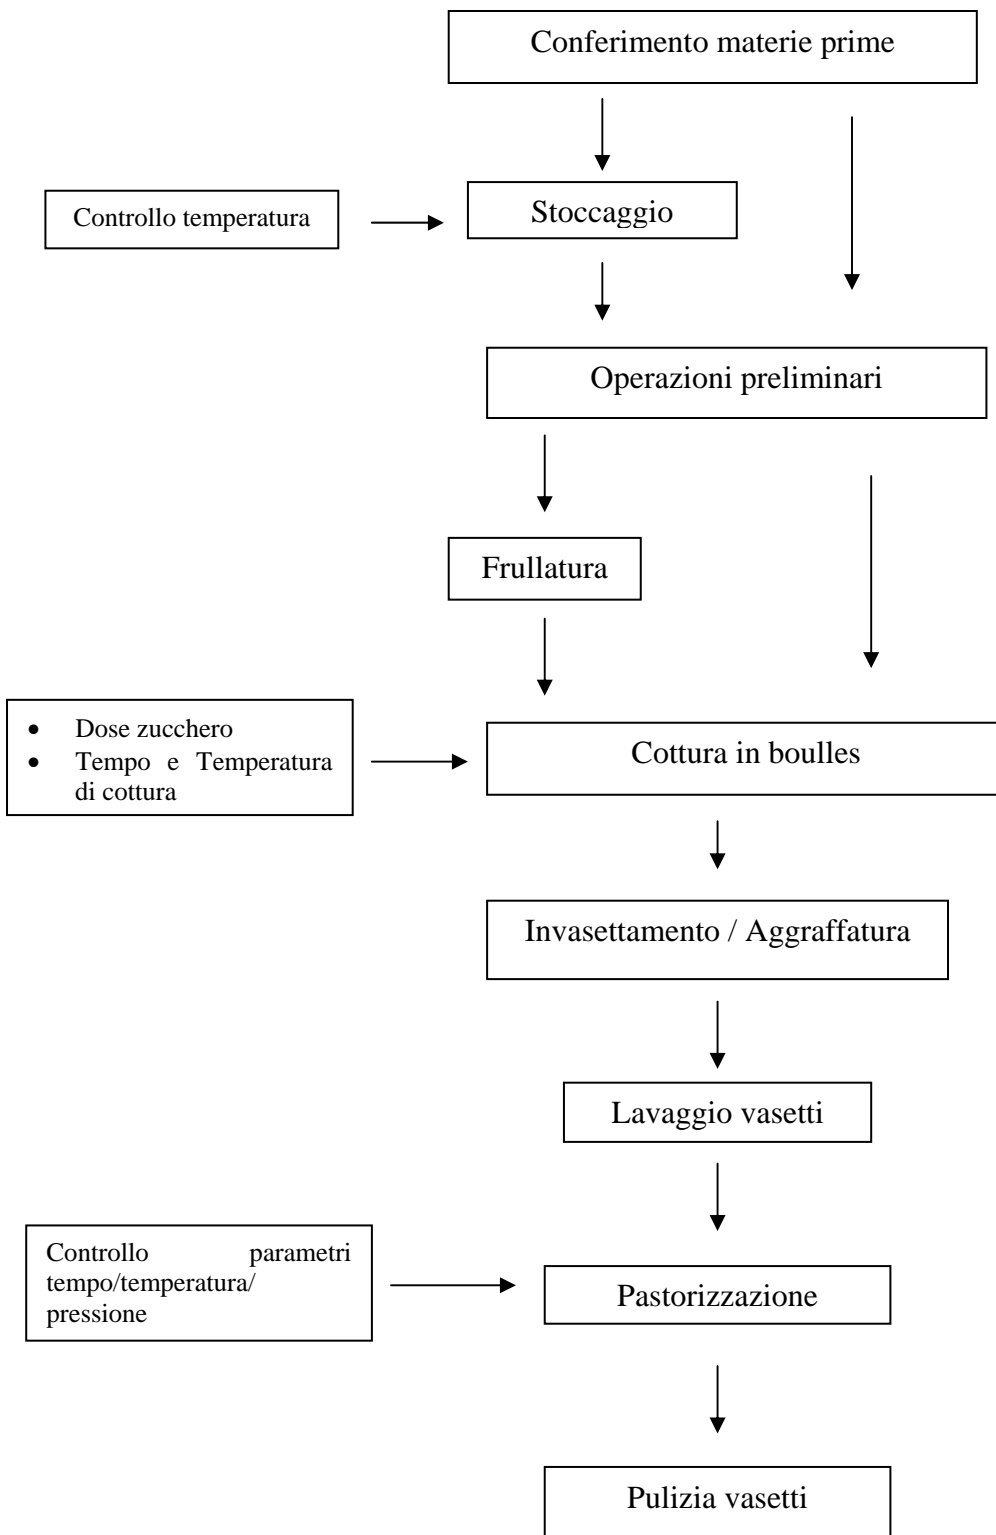 Conferimento materie prime
Controllo temperatura
Stoccaggio
Operazioni preliminari
Frullatura
• Dose zucchero
• Tempo e Temperatura
di cottura
Cottura in boulles
Invasettamento / Aggraffatura
Lavaggio vasetti
Controllo parametri
tempo/temperatura/
pressione
Pastorizzazione
Pulizia vasetti